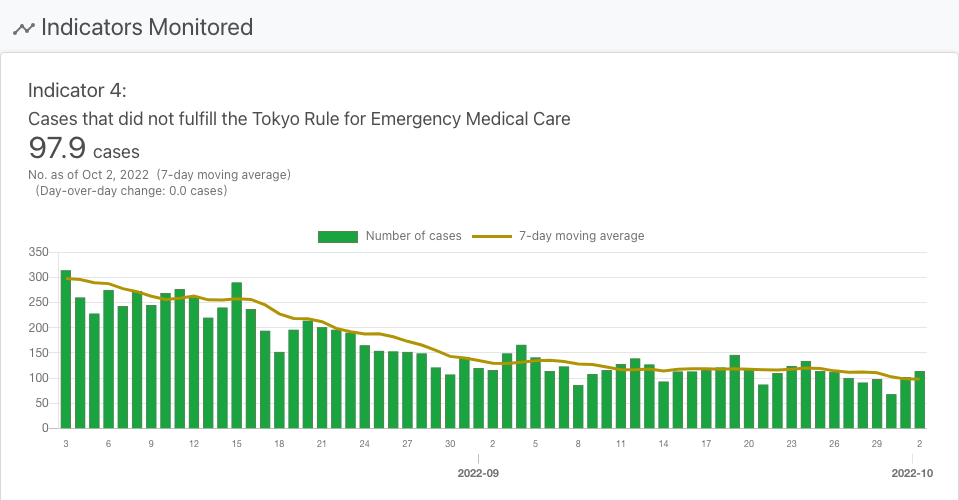 Indicators Monitored
Indicator 4:
Cases that did not fulfill the Tokyo Rule for Emergency Medical Care
97.9 cases
No. as of Oct 2, 2022 (7-day moving average)
(Day-over-day change: 0.0 cases)
Number of cases 7-day moving average
350
300
250
200
150
100
50
0
3 6 9 12 15 18 21 24 27 30 2 5 8 11 14 17 20 23 26 29 2
2022-09 2022-10